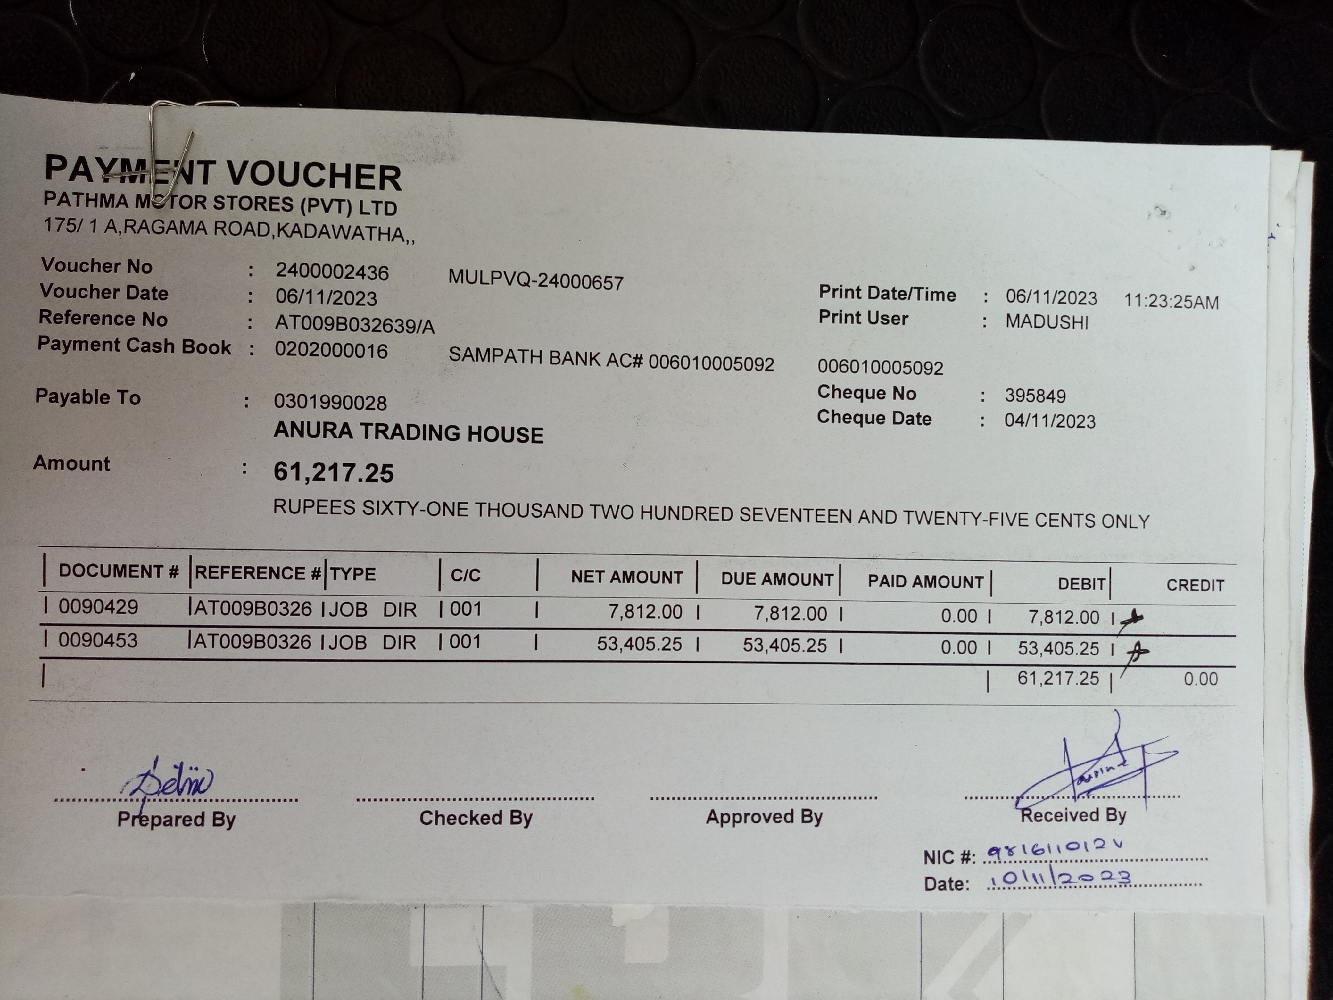 PAYMENT VOUCHER
PATHMA MOTOR STORES (PVT) LTD
175/ 1 A,RAGAMA ROAD,KADAWATHA,,
Voucher No : 2400002436 MULPVQ-24000657
Voucher Date : 06/11/2023 Print Date/Time : 06/11/2023 11:23:25AM
Reference No : AT009B032639/A Print User : MADUSHI
Payment Cash Book : 0202000016 SAMPATH BANK AC# 006010005092 006010005092
Cheque No : 395849
Payable To : 0301990028 Cheque Date : 04/11/2023
ANURA TRADING HOUSE
Amount : 61,217.25
RUPEES SIXTY-ONE THOUSAND TWO HUNDRED SEVENTEEN AND TWENTY-FIVE CENTS ONLY
DOCUMENT # REFERENCE # TYPE C/C NET AMOUNT DUE AMOUNT PAID AMOUNT DEBIT CREDIT
0090429 AT009B0326 JOB DIR 001 7,812.00 7,812.00 0.00 7,812.00
0090453 AT009B0326 JOB DIR 001 53,405.25 53,405.25 0.00 53,405.25
61,217.25 0.00
Prepared By Checked By Approved By Received By
NIC #: 981611012V
Date: 10/11/2023